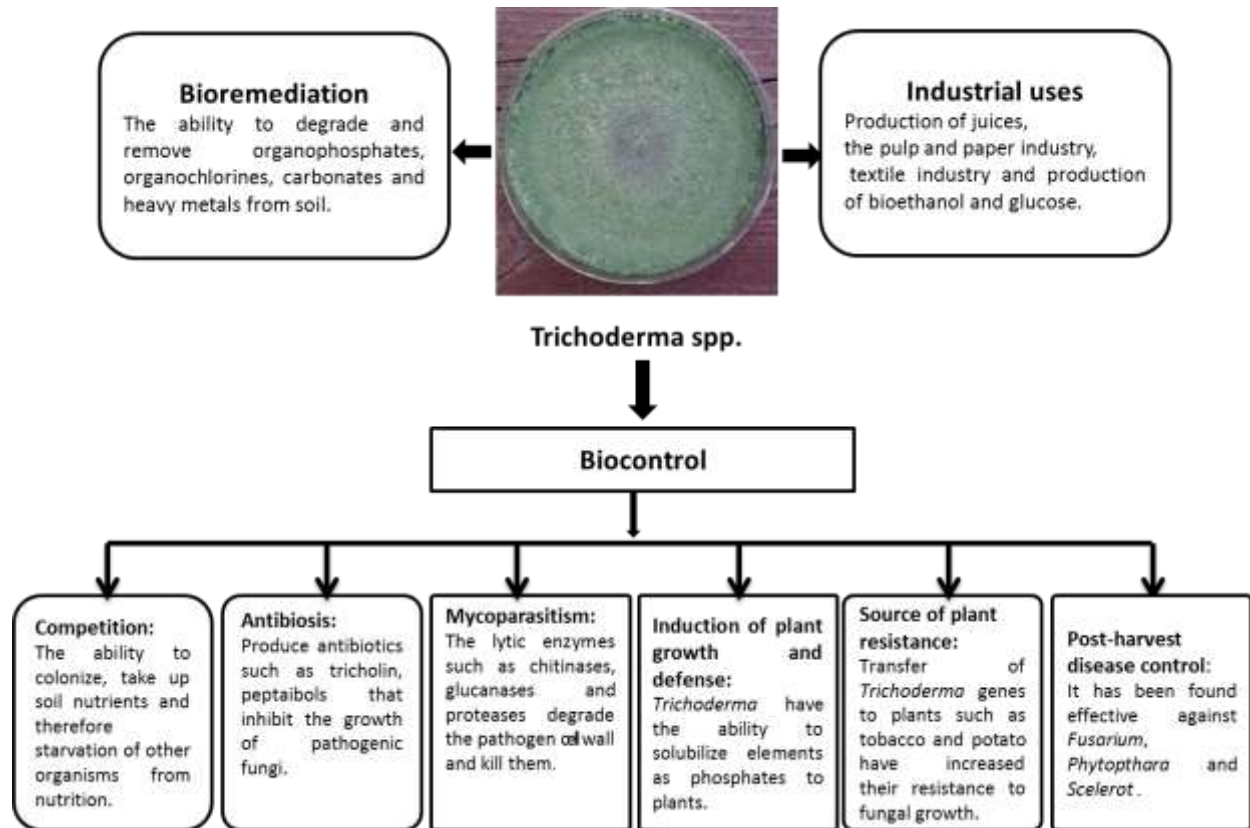 Bioremediation
The ability to degrade and
remove organophosphates,
organochlorines, carbonates and
heavy metals from soil.
Industrial uses
Production of juices,
the pulp and paper industry,
textile industry and production
of bioethanol and glucose.
Trichoderma spp.
Biocontrol
Competition:
The ability to
colonize, take up
soil nutrients and
therefore
starvation of other
organisms from
nutrition.
Antibiosis:
Produce antibiotics
such as tricholin,
peptaibols that
inhibit the growth
of pathogenic
fungi.
Mycoparasitism:
The lytic enzymes
such as chitinases,
glucanases and
proteases degrade
the pathogen cell wall
and kill them.
Induction of plant
growth and
defense:
Trichoderma have
the ability to
solubilize elements
as phosphates to
plants.
Source of plant
resistance:
Transfer of
Trichoderma genes
to plants such as
tobacco and potato
have increased
their resistance to
fungal growth.
Post-harvest
disease control:
It has been found
effective against
Fusarium,
Phytopthara and
Scelerot .